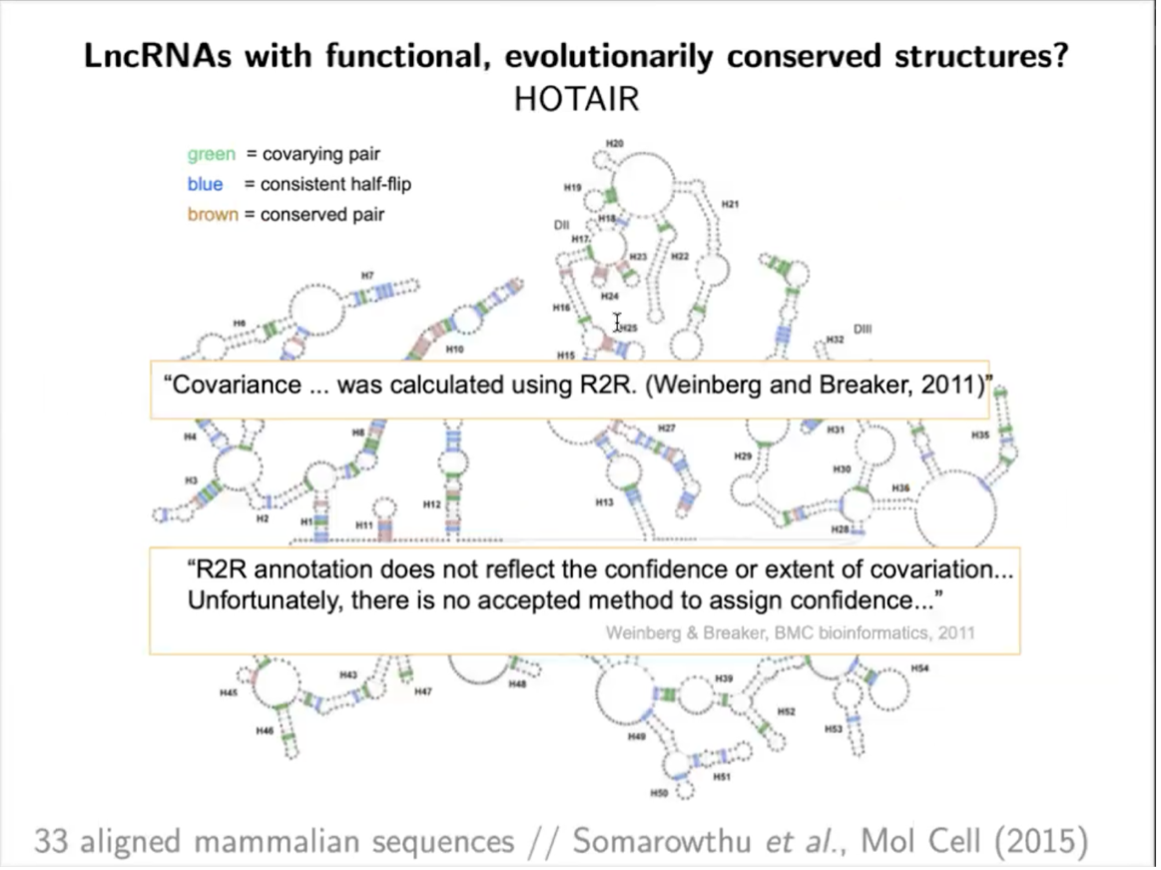 LncRNAs with functional, evolutionarily conserved structures?
HOTAIR
green = covarying pair
blue = consistent half-flip
brown = conserved pair
H20
H19
H21
DII
H18
H17
H23
H22
H7
H24
H16
H25
H6
DIII
H32
H10
H15
“Covariance ... was calculated using R2R. (Weinberg and Breaker, 2011)”
H4
H8
H27
H31
H35
H29
H30
H3
H36
H12
H13
H2
H1
H11
H28
“R2R annotation does not reflect the confidence or extent of covariation...
Unfortunately, there is no accepted method to assign confidence...”
Weinberg & Breaker, BMC bioinformatics, 2011
H54
H43
H39
H45
H47
H48
H52
H46
H49
H53
H51
H50
33 aligned mammalian sequences // Somarowthu et al., Mol Cell (2015)